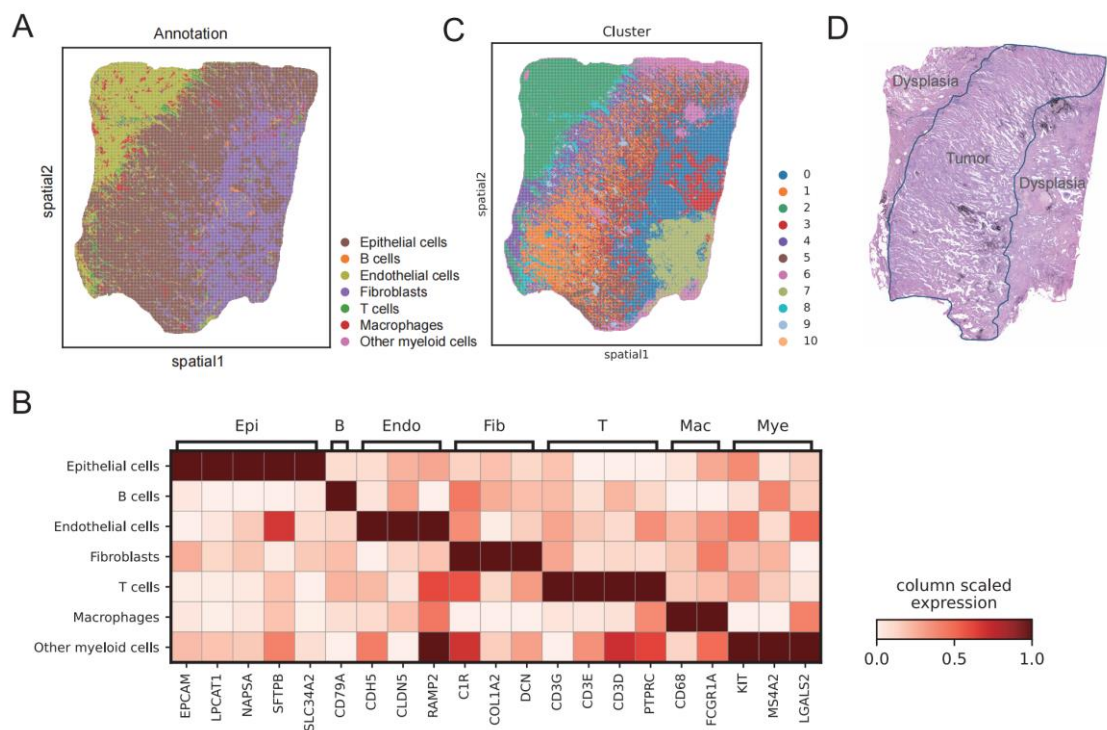 A
Annotation
spatial2
spatial1
Epithelial cells
B cells
Endothelial cells
Fibroblasts
T cells
Macrophages
Other myeloid cells
C
Cluster
spatial2
spatial1
0
1
2
3
4
5
6
7
8
9
10
D
Dysplasia
Tumor
Dysplasia
B
Epi
B
Endo
Fib
T
Mac
Mye
Epithelial cells
B cells
Endothelial cells
Fibroblasts
T cells
Macrophages
Other myeloid cells
EPCAM
LPCAT1
NAPSA
SFTPB
SLC34A2
CD79A
CDH5
CLDN5
RAMP2
C1R
COL1A2
DCN
CD3G
CD3E
CD3D
PTPRC
CD68
FCGR1A
KIT
MS4A2
LGALS2
column scaled
expression
0.0
0.5
1.0